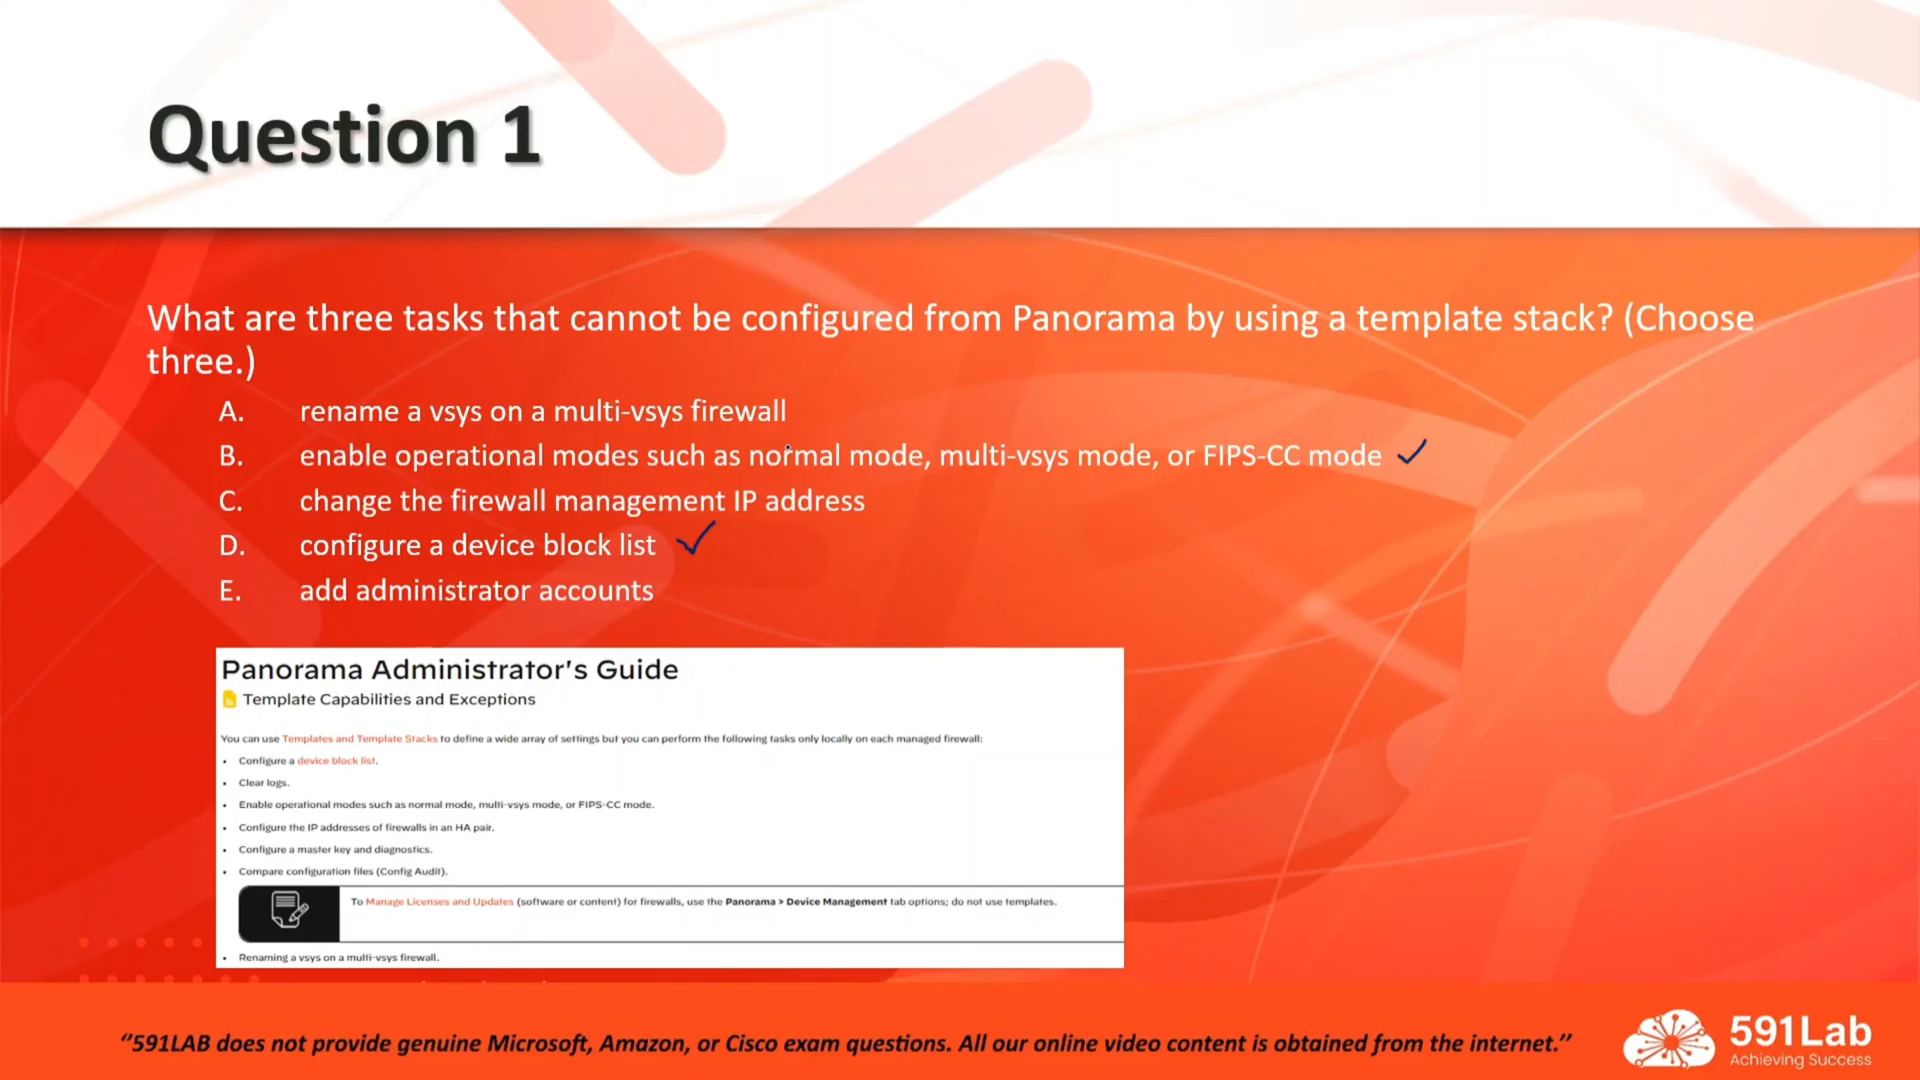 Question 1
What are three tasks that cannot be configured from Panorama by using a template stack? (Choose
three.)
A. rename a vsys on a multi-vsys firewall
B. enable operational modes such as normal mode, multi-vsys mode, or FIPS-CC mode
C. change the firewall management IP address
D. configure a device block list
E. add administrator accounts
Panorama Administrator's Guide
Template Capabilities and Exceptions
You can use Templates and Template Stacks to define a wide array of settings but you can perform the following tasks only locally on each managed firewall:
• Configure a device block list.
• Clear logs.
• Enable operational modes such as normal mode, multi-vsys mode, or FIPS-CC mode.
• Configure the IP addresses of firewalls in an HA pair.
• Configure a master key and diagnostics.
• Compare configuration files (Config Audit).
To Manage Licenses and Updates (software or content) for firewalls, use the Panorama > Device Management tab options; do not use templates.
• Renaming a vsys on a multi-vsys firewall.
"591LAB does not provide genuine Microsoft, Amazon, or Cisco exam questions. All our online video content is obtained from the internet."
591Lab
Achieving Success